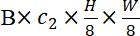 B× c₂ × H/8 × W/8